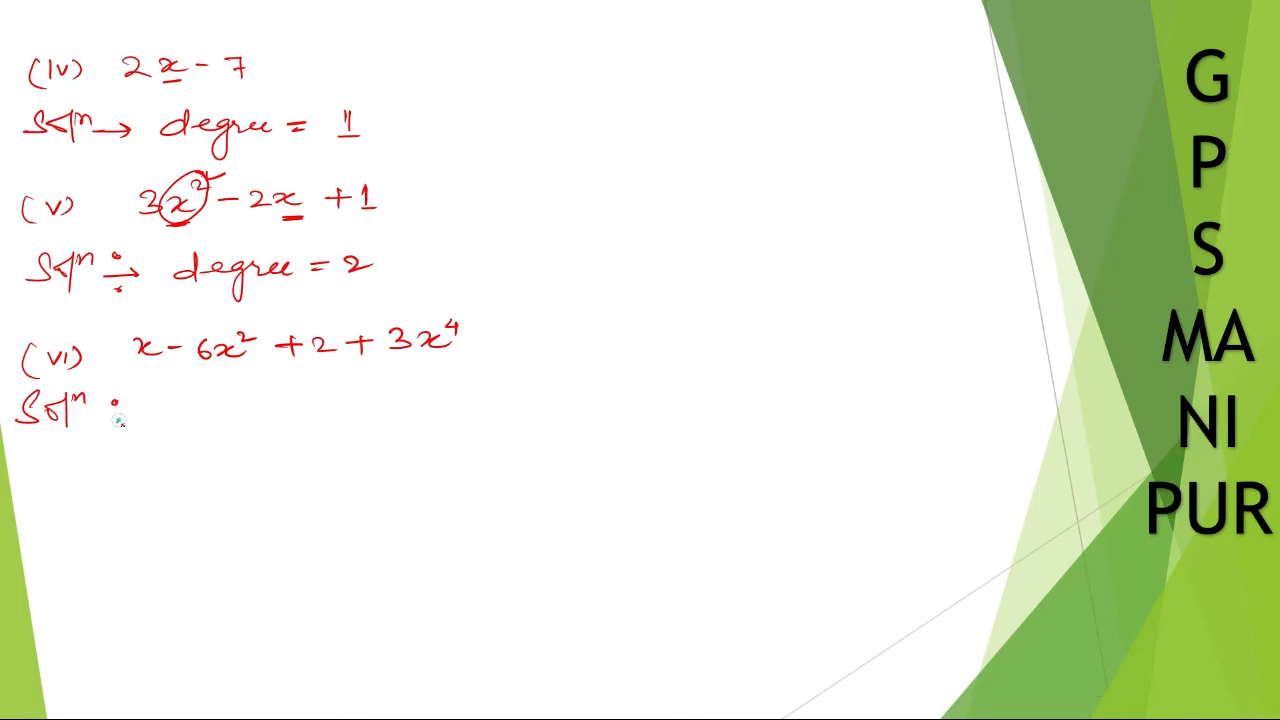 (iv) 2x - 7
Solⁿ → degree = 1
(v) 3x² - 2x + 1
Solⁿ :→ degree = 2
(vi) x - 6x² + 2 + 3x⁴
Solⁿ :
G
P
S
MA
NI
PUR